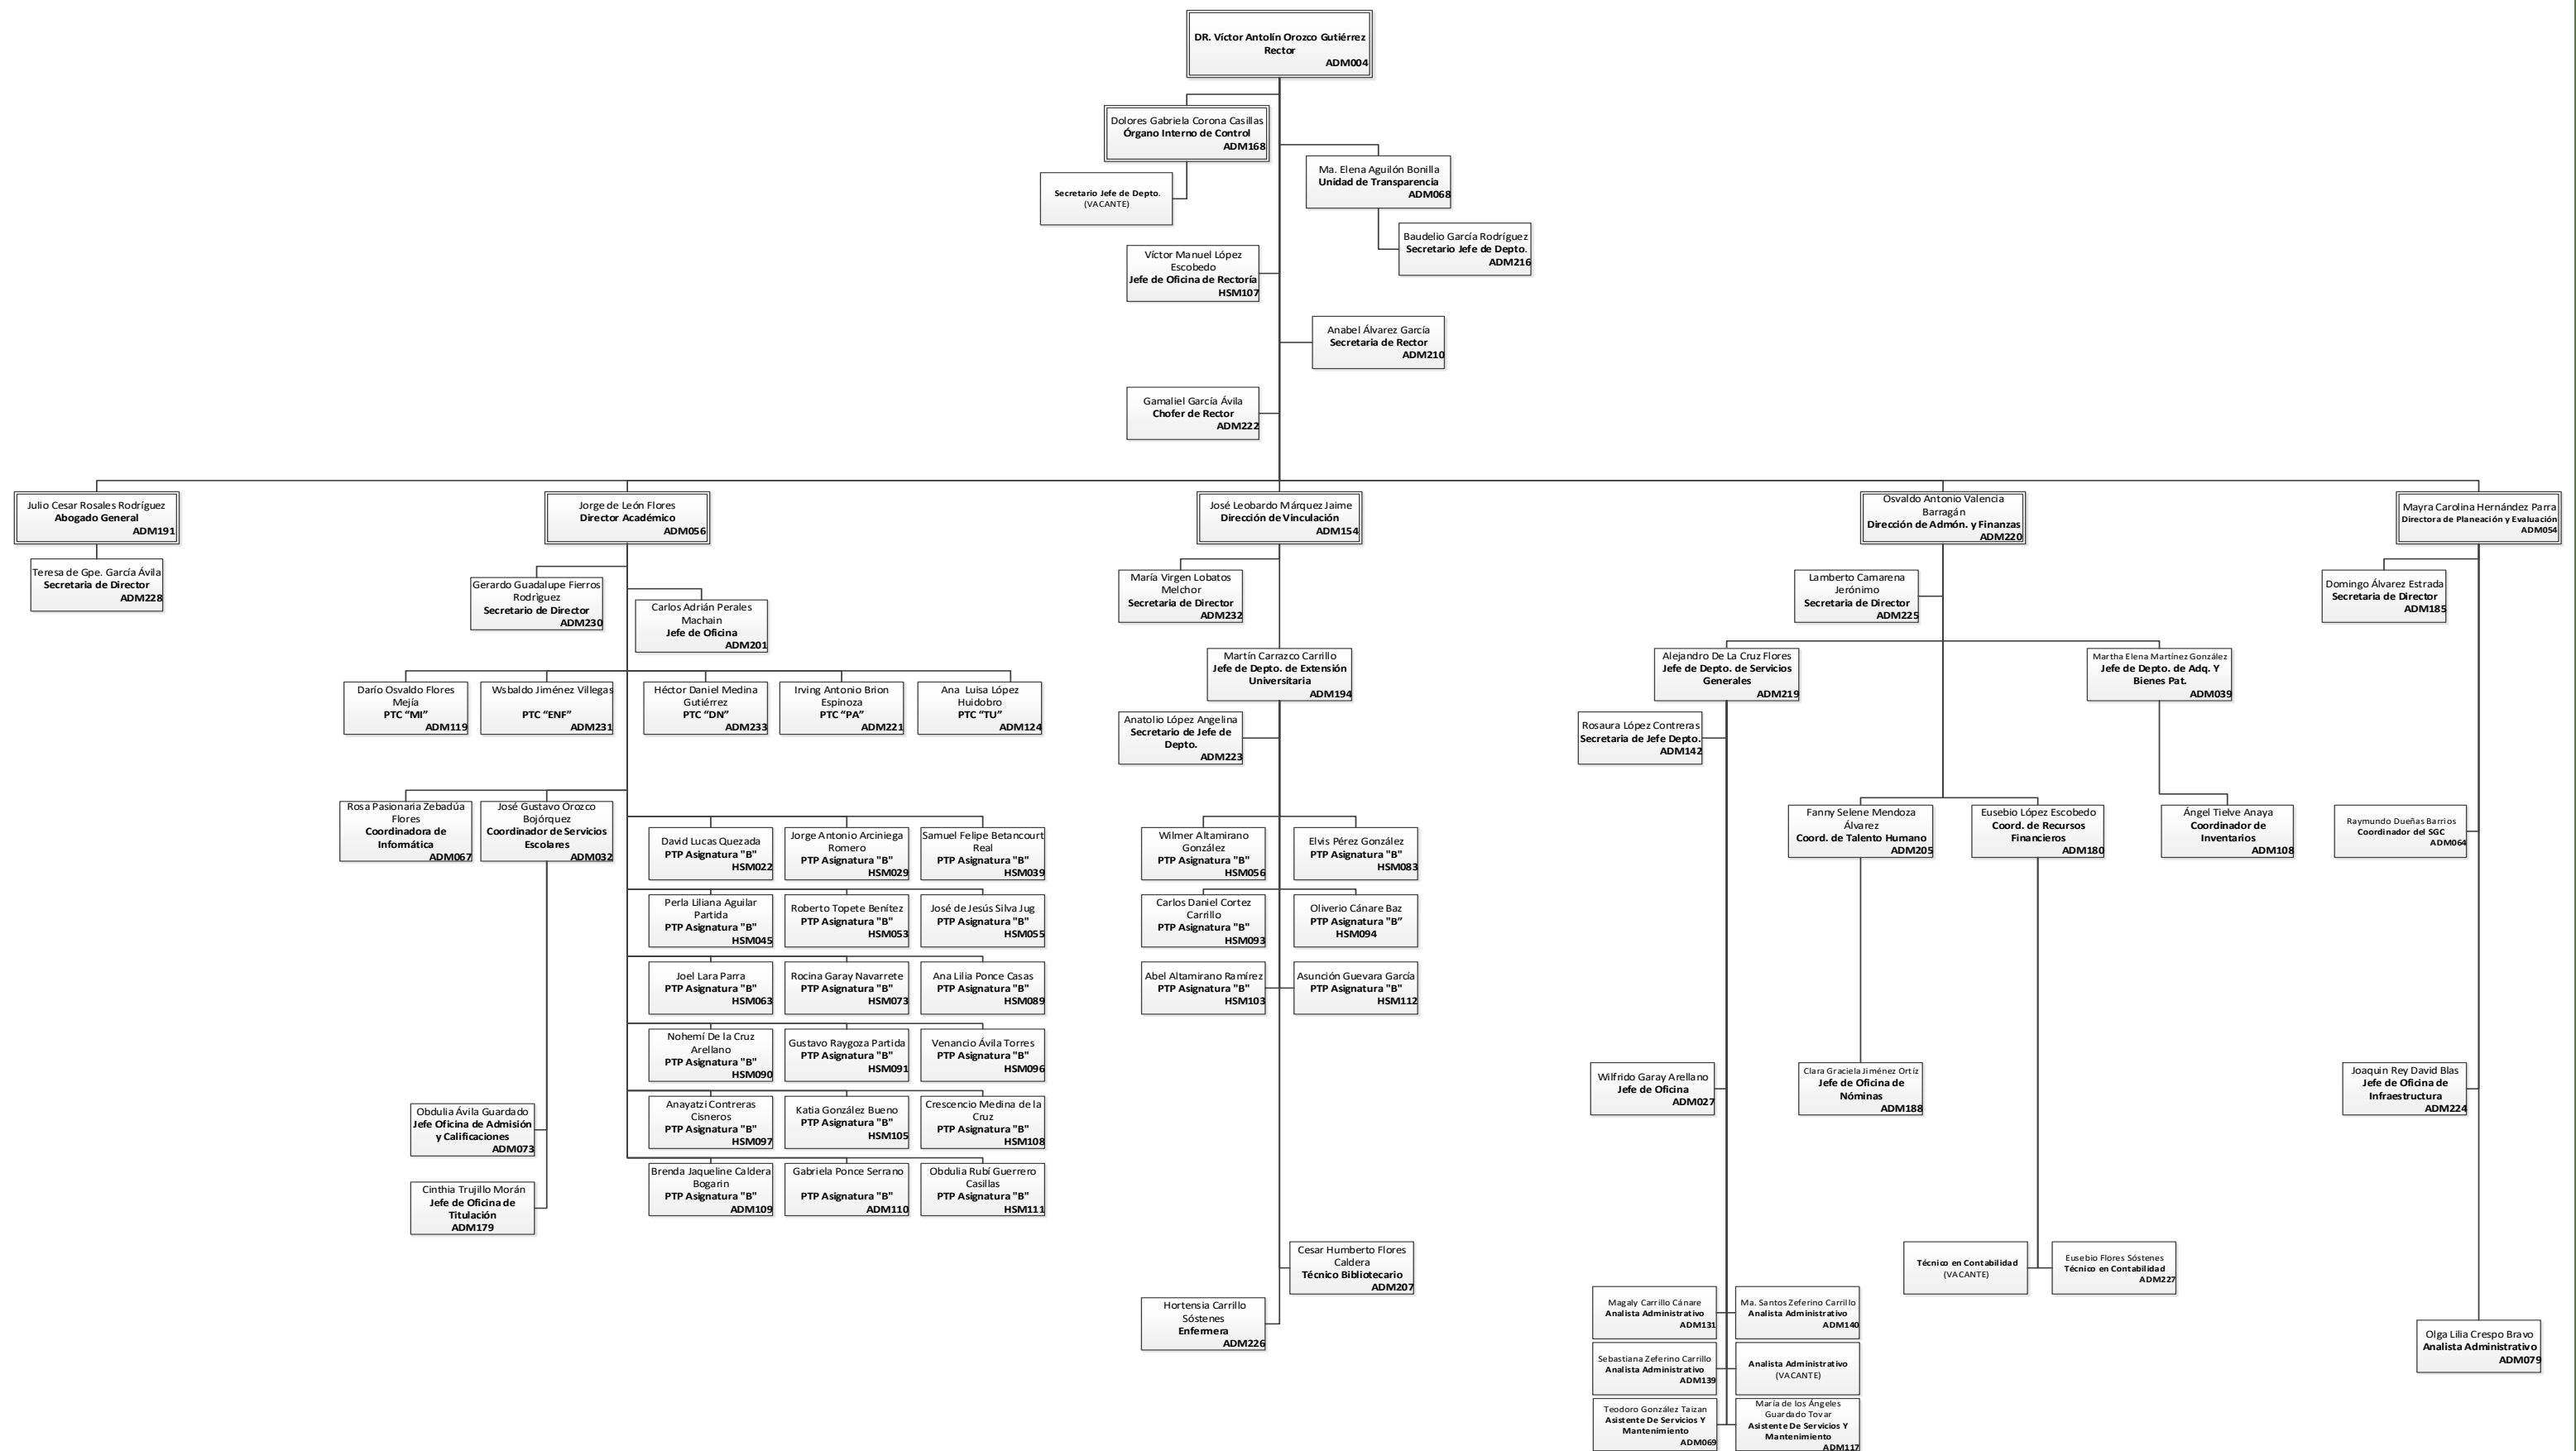 DR. Víctor Antolín Orozco Gutiérrez
Rector
ADM004
Dolores Gabriela Corona Casillas
Órgano Interno de Control
ADM168
Secretario Jefe de Depto.
(VACANTE)
Ma. Elena Aguilón Bonilla
Unidad de Transparencia
ADM068
Baudelio García Rodríguez
Secretario Jefe de Depto.
ADM216
Víctor Manuel López
Escobedo
Jefe de Oficina de Rectoría
HSM107
Anabel Álvarez García
Secretaria de Rector
ADM210
Gamaliel García Ávila
Chofer de Rector
ADM222
Julio Cesar Rosales Rodríguez
Abogado General
ADM191
Teresa de Gpe. García Ávila
Secretaria de Director
ADM228
Jorge de León Flores
Director Académico
ADM056
Gerardo Guadalupe Fierros
Rodriguez
Secretario de Director
ADM230
Carlos Adrián Perales
Machain
Jefe de Oficina
ADM201
Darío Osvaldo Flores
Mejía
PTC “MI”
ADM119
Wsbaldo Jiménez Villegas
PTC “ENF”
ADM231
Héctor Daniel Medina
Gutiérrez
PTC “DN”
ADM233
Irving Antonio Brion
Espinoza
PTC “PA”
ADM221
Ana Luisa López
Huidobro
PTC “TU”
ADM124
Rosa Pasionaria Zebadúa
Flores
Coordinadora de
Informática
ADM067
José Gustavo Orozco
Bojórquez
Coordinador de Servicios
Escolares
ADM032
David Lucas Quezada
PTP Asignatura "B"
HSM022
Jorge Antonio Arciniega
Romero
PTP Asignatura "B"
HSM029
Samuel Felipe Betancourt
Real
PTP Asignatura "B"
HSM039
Perla Liliana Aguilar
Partida
PTP Asignatura "B"
HSM045
Roberto Topete Benítez
PTP Asignatura "B"
HSM053
José de Jesús Silva Jug
PTP Asignatura "B"
HSM055
Joel Lara Parra
PTP Asignatura "B"
HSM063
Rocina Garay Navarrete
PTP Asignatura "B"
HSM073
Ana Lilia Ponce Casas
PTP Asignatura "B"
HSM089
Nohemí De la Cruz
Arellano
PTP Asignatura "B"
HSM090
Gustavo Raygoza Partida
PTP Asignatura "B"
HSM091
Venancio Ávila Torres
PTP Asignatura "B"
HSM096
Anayatzi Contreras
Cisneros
PTP Asignatura "B"
HSM097
Katia González Bueno
PTP Asignatura "B"
HSM105
Crescencio Medina de la
Cruz
PTP Asignatura "B"
HSM108
Brenda Jaqueline Caldera
Bogarin
PTP Asignatura "B"
ADM109
Gabriela Ponce Serrano
PTP Asignatura "B"
ADM110
Obdulia Rubí Guerrero
Casillas
PTP Asignatura "B"
HSM111
Obdulia Ávila Guardado
Jefe Oficina de Admisión
y Calificaciones
ADM073
Cinthia Trujillo Morán
Jefe de Oficina de
Titulación
ADM179
José Leobardo Márquez Jaime
Dirección de Vinculación
ADM154
María Virgen Lobatos
Melchor
Secretaria de Director
ADM232
Martín Carrazco Carrillo
Jefe de Depto. de Extensión
Universitaria
ADM194
Anatolio López Angelina
Secretario de Jefe de
Depto.
ADM223
Wilmer Altamirano
González
PTP Asignatura "B"
HSM056
Elvis Pérez González
PTP Asignatura "B"
HSM083
Carlos Daniel Cortez
Carrillo
PTP Asignatura "B"
HSM093
Oliverio Cánare Baz
PTP Asignatura "B”
HSM094
Abel Altamirano Ramírez
PTP Asignatura "B"
HSM103
Asunción Guevara García
PTP Asignatura "B"
HSM112
Cesar Humberto Flores
Caldera
Técnico Bibliotecario
ADM207
Hortensia Carrillo
Sóstenes
Enfermera
ADM226
Osvaldo Antonio Valencia
Barragán
Dirección de Admón. y Finanzas
ADM220
Lamberto Camarena
Jerónimo
Secretaria de Director
ADM225
Alejandro De La Cruz Flores
Jefe de Depto. de Servicios
Generales
ADM219
Martha Elena Martínez González
Jefe de Depto. de Adq. Y
Bienes Pat.
ADM039
Rosaura López Contreras
Secretaria de Jefe Depto.
ADM142
Fanny Selene Mendoza
Álvarez
Coord. de Talento Humano
ADM205
Eusebio López Escobedo
Coord. de Recursos
Financieros
ADM180
Ángel Tielve Anaya
Coordinador de
Inventarios
ADM108
Wilfrido Garay Arellano
Jefe de Oficina
ADM027
Clara Graciela Jiménez Ortíz
Jefe de Oficina de
Nóminas
ADM188
Técnico en Contabilidad
(VACANTE)
Eusebio Flores Sóstenes
Técnico en Contabilidad
ADM227
Magaly Carrillo Cánare
Analista Administrativo
ADM131
Ma. Santos Zeferino Carrillo
Analista Administrativo
ADM140
Sebastiana Zeferino Carrillo
Analista Administrativo
ADM139
Analista Administrativo
(VACANTE)
Teodoro González Taizan
Asistente De Servicios Y
Mantenimiento
ADM069
María de los Ángeles
Guardado Tovar
Asistente De Servicios Y
Mantenimiento
ADM117
Mayra Carolina Hernández Parra
Directora de Planeación y Evaluación
ADM054
Domingo Álvarez Estrada
Secretaria de Director
ADM185
Raymundo Dueñas Barrios
Coordinador del SGC
ADM064
Joaquin Rey David Blas
Jefe de Oficina de
Infraestructura
ADM224
Olga Lilia Crespo Bravo
Analista Administrativo
ADM079